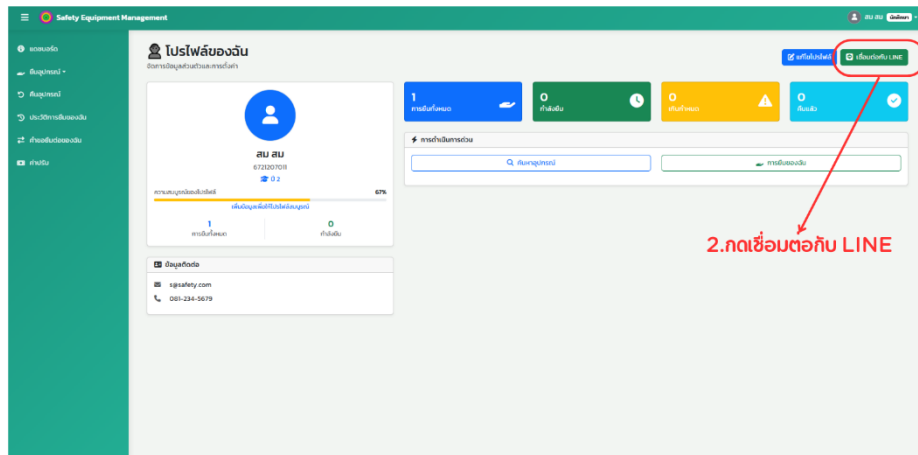 Safety Equipment Management
สม สม นักศึกษา
แดชบอร์ด
ยืมอุปกรณ์
คืนอุปกรณ์
ประวัติการยืมของฉัน
คำขอยืมต่อของฉัน
ค่าปรับ
โปรไฟล์ของฉัน
จัดการข้อมูลส่วนตัวและการตั้งค่า
แก้ไขโปรไฟล์
เชื่อมต่อกับ LINE
สม สม
6721207011
ปี 2
ความสมบูรณ์ของโปรไฟล์ 67%
เพิ่มข้อมูลเพื่อให้โปรไฟล์สมบูรณ์
1
การยืมทั้งหมด
0
กำลังยืม
ข้อมูลติดต่อ
s@safety.com
081-234-5679
1
การยืมทั้งหมด
0
กำลังยืม
0
เกินกำหนด
0
คืนแล้ว
การดำเนินการด่วน
ค้นหาอุปกรณ์
การยืมของฉัน
2.กดเชื่อมต่อกับ LINE